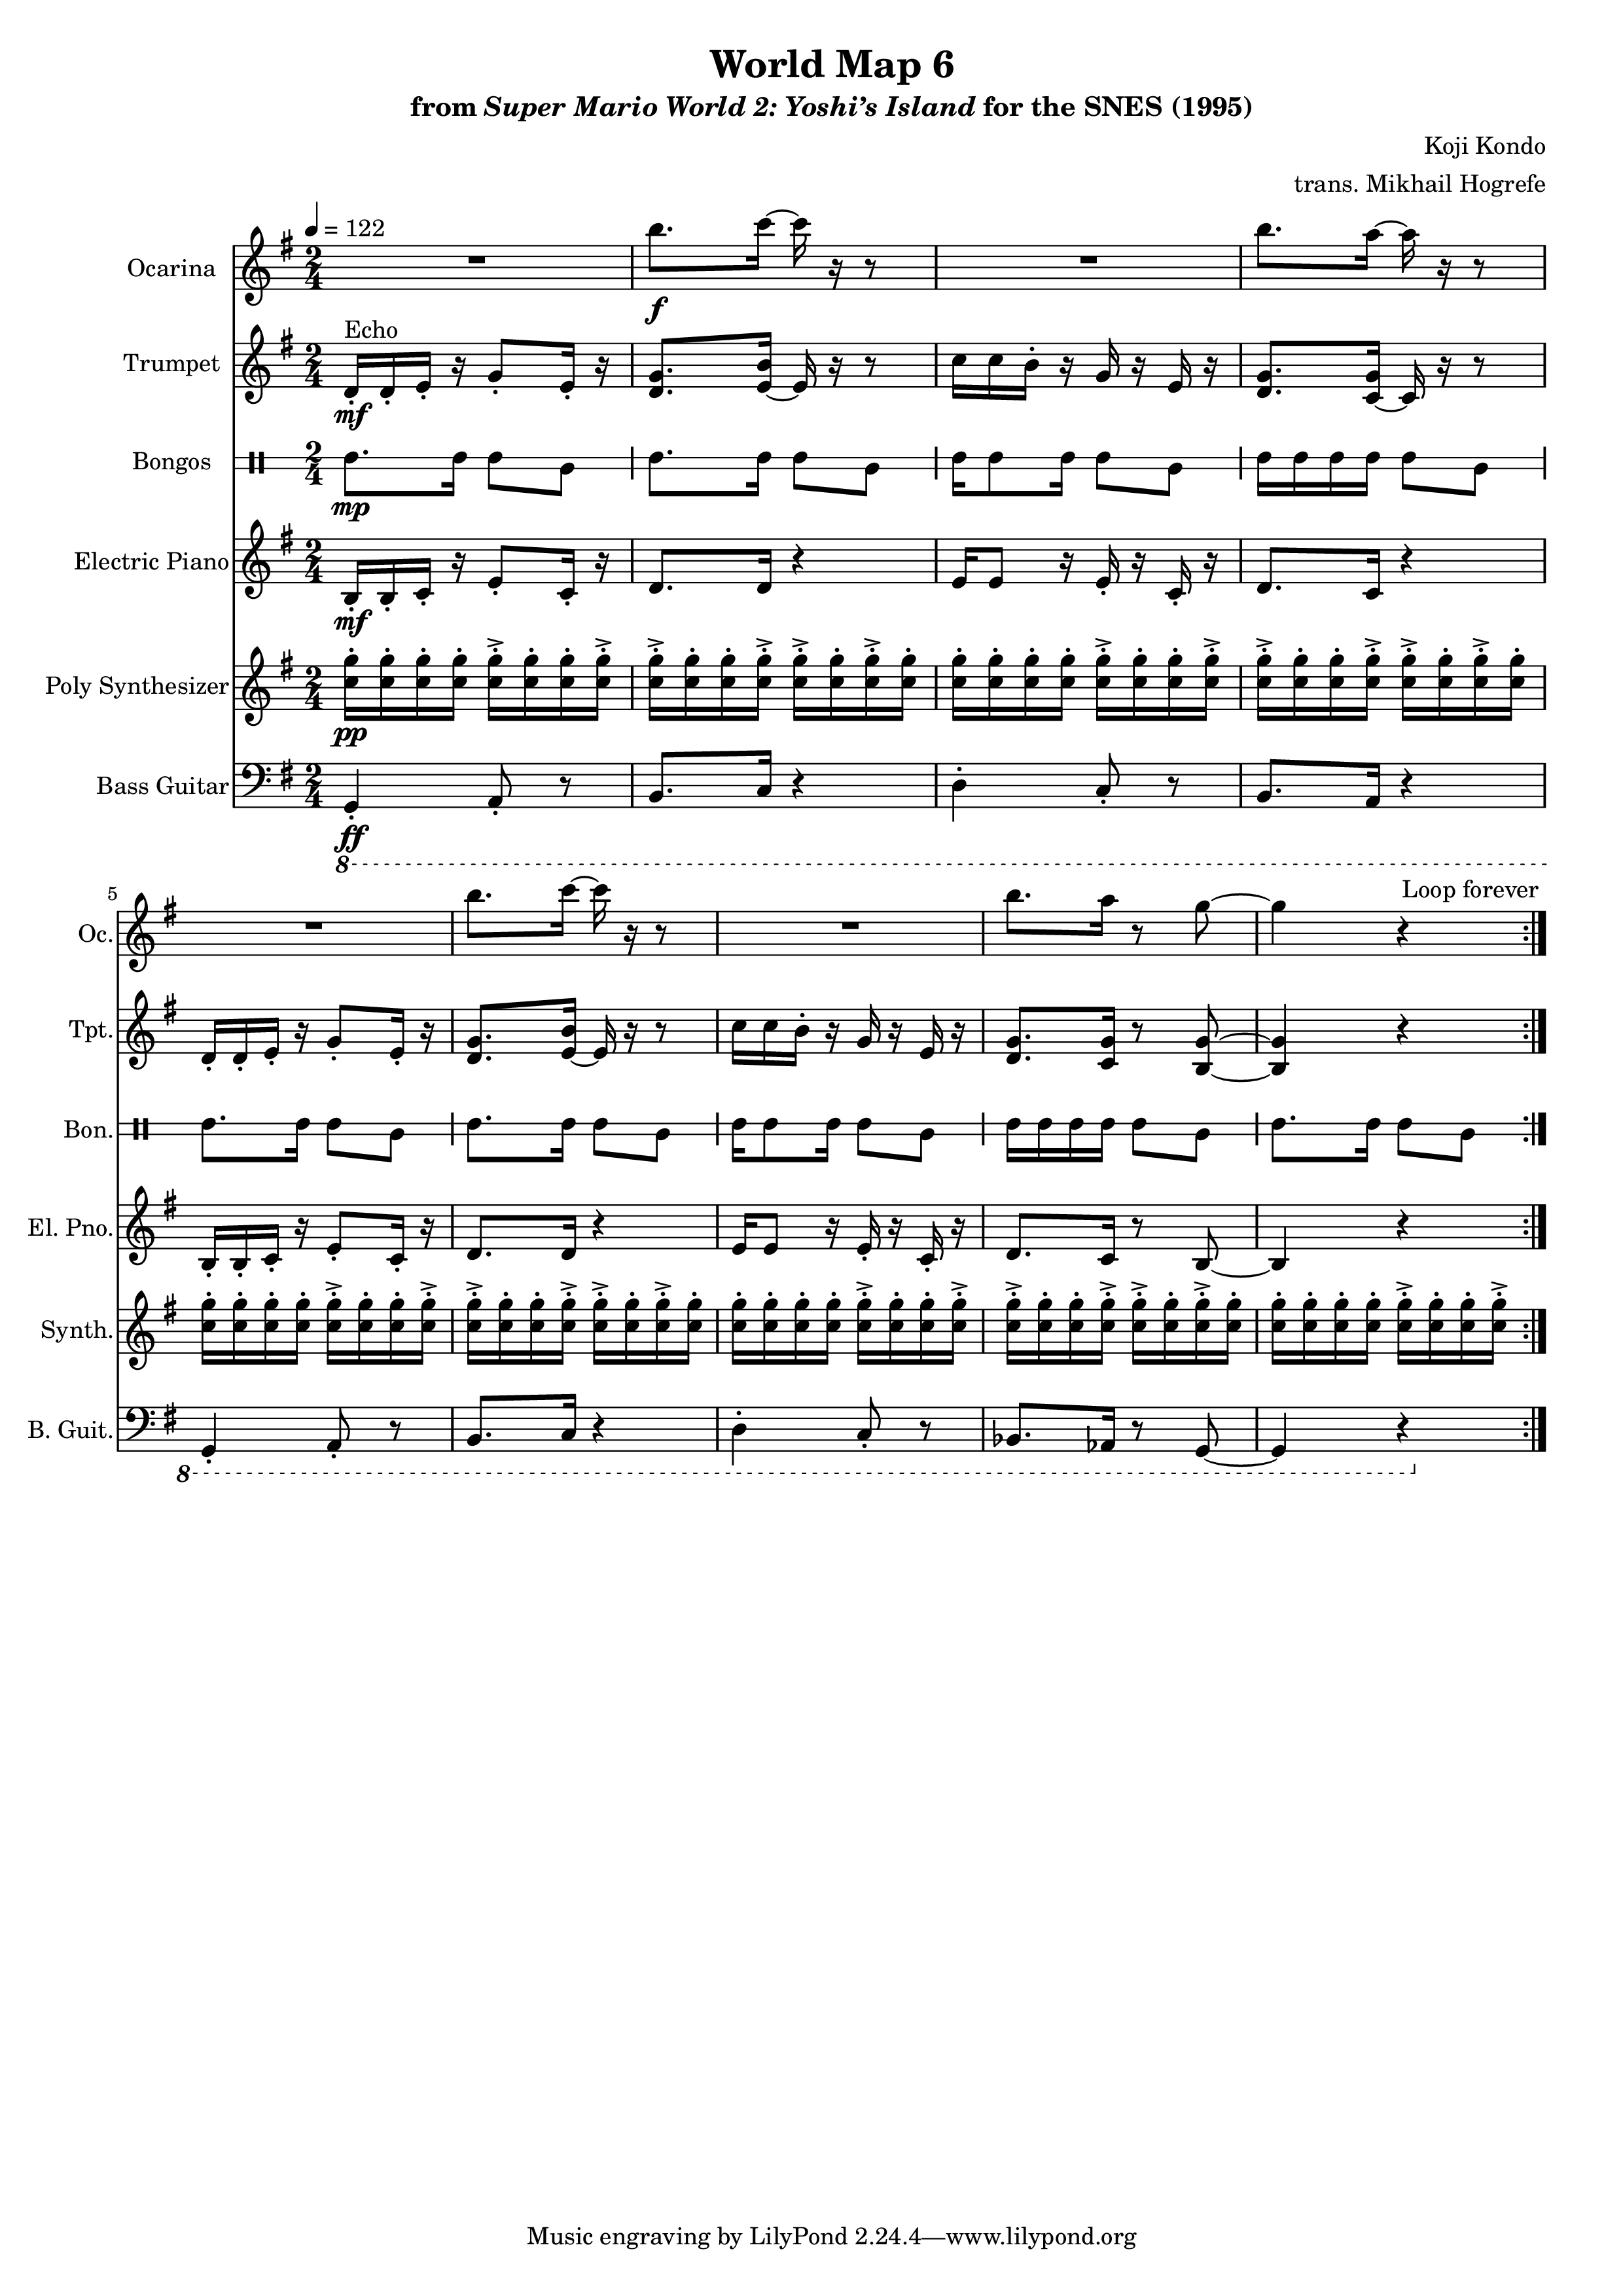 World Map 6
from Super Mario World 2: Yoshi’s Island for the SNES (1995)
Koji Kondo
trans. Mikhail Hogrefe
= 122
Ocarina
f
Echo
Trumpet
mf
Bongos
mp
Electric Piano
mf
Poly Synthesizer
pp
Bass Guitar
ff
8
5
Loop forever
Oc.
Tpt.
Bon.
El. Pno.
Synth.
B. Guit.
8
Music engraving by LilyPond 2.24.4—www.lilypond.org